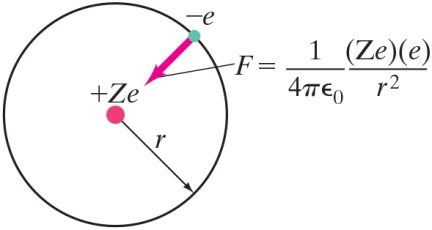 −e
F = 1/4πϵ₀ (Ze)(e)/r²
+Ze
r